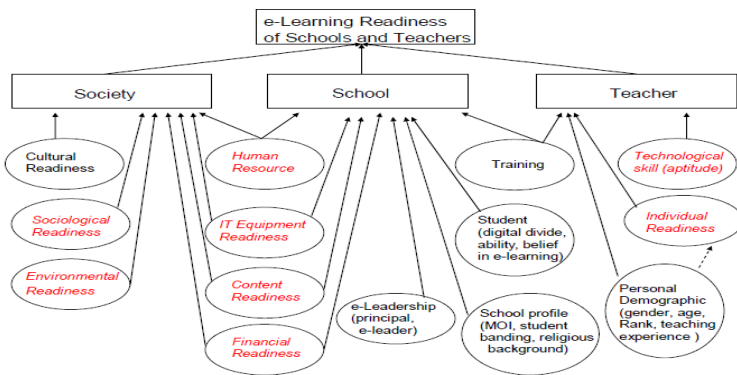 e-Learning Readiness
of Schools and Teachers
Society
School
Teacher
Cultural
Readiness
Human
Resource
Training
Technological
skill (aptitude)
Sociological
Readiness
IT Equipment
Readiness
Student
(digital divide,
ability, belief
in e-learning)
Individual
Readiness
Environmental
Readiness
Content
Readiness
e-Leadership
(principal,
e-leader)
School profile
(MOI, student
banding, religious
background)
Personal
Demographic
(gender, age,
Rank, teaching
experience )
Financial
Readiness